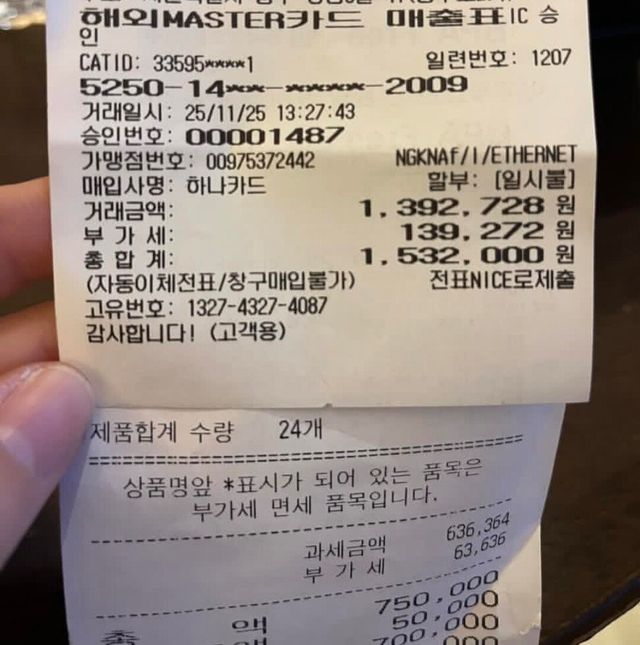 해외MASTER카드 매출표IC 승
인
CATID: 33595****1 일련번호: 1207
5250-14**-****-2009
거래일시: 25/11/25 13:27:43
승인번호: 00001487
가맹점번호: 00975372442 NGKNAf/I/ETHERNET
매입사명: 하나카드 할부: [일시불]
거래금액: 1,392,728 원
부 가 세: 139,272 원
총 합 계: 1,532,000 원
(자동이체전표/창구매입불가) 전표NICE로제출
고유번호: 1327-4327-4087
감사합니다! (고객용)
제품합계 수량 24개
상품명앞 *표시가 되어 있는 품목은
부가세 면세 품목입니다.
과세금액 636,364
부 가 세 63,636
총 액 750,000
50,000
700,000